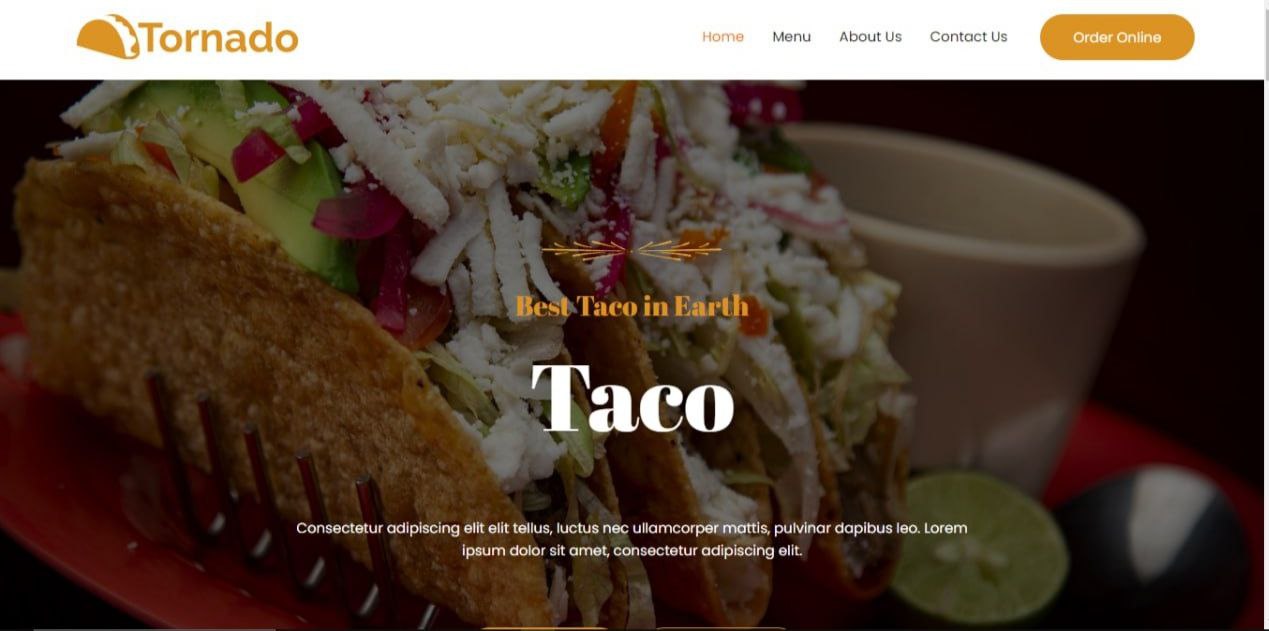 Tornado
Home Menu About Us Contact Us Order Online
Best Taco in Earth
Taco
Consectetur adipiscing elit elit tellus, luctus nec ullamcorper mattis, pulvinar dapibus leo. Lorem
ipsum dolor sit amet, consectetur adipiscing elit.